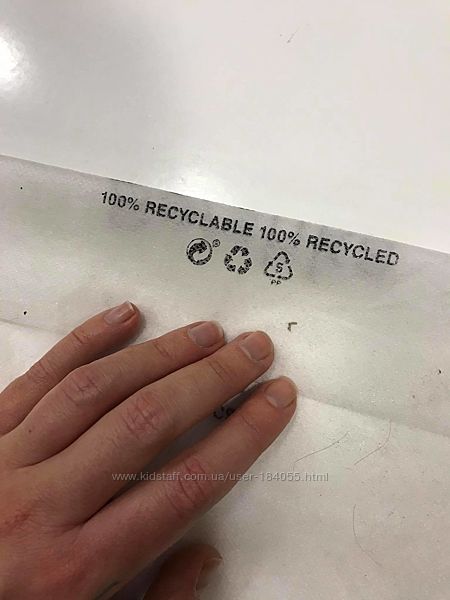 100% RECYCLABLE 100% RECYCLED
®
5
PP
www.kidstaff.com.ua/user-184055.html